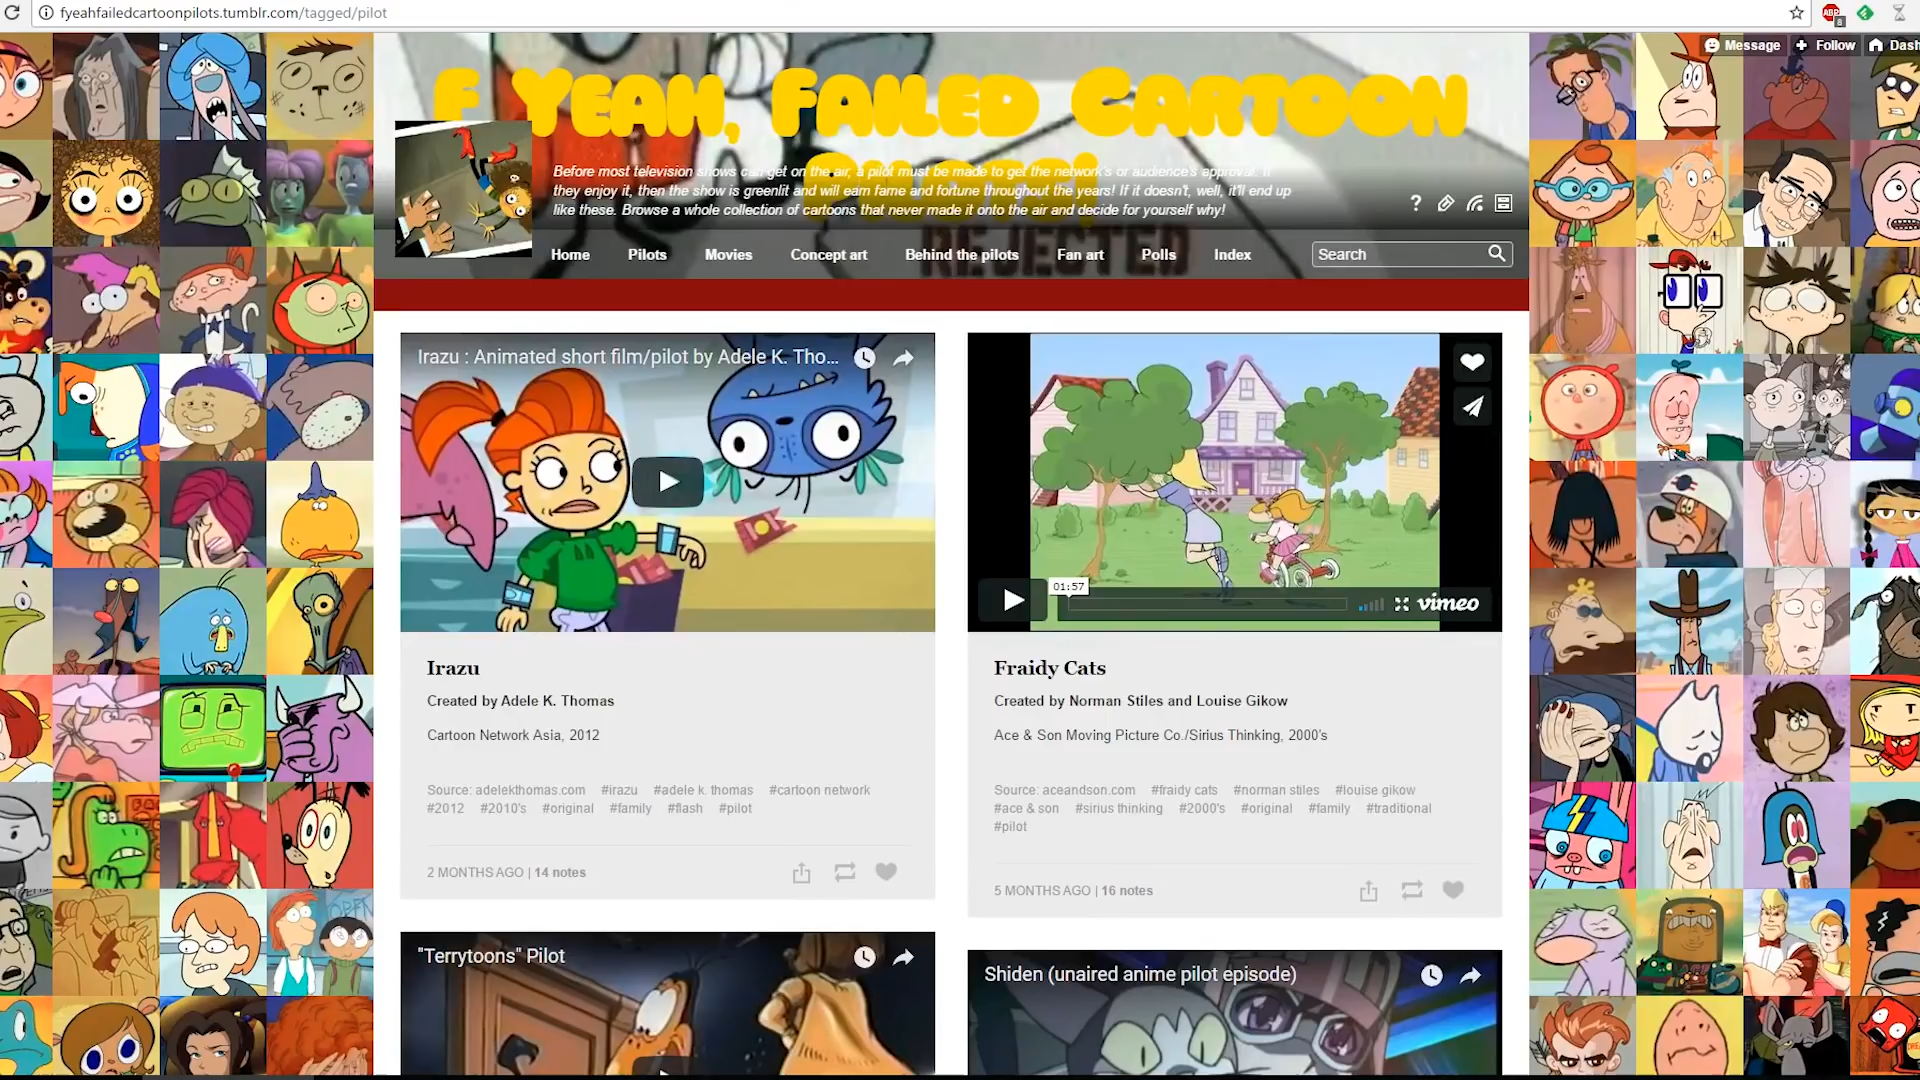 fyeahfailedcartoonpilots.tumblr.com/tagged/pilot
ABP
8
Message
Follow
Dash
F Yeah, Failed Cartoon
Before most television shows can get on the air, a pilot must be made to get the network's or audience's approval. If
they enjoy it, then the show is greenlit and will earn fame and fortune throughout the years! If it doesn't, well, it'll end up
like these. Browse a whole collection of cartoons that never made it onto the air and decide for yourself why!
REJECTED
Home
Pilots
Movies
Concept art
Behind the pilots
Fan art
Polls
Index
Search
Irazu : Animated short film/pilot by Adele K. Tho...
01:57
vimeo
Irazu
Created by Adele K. Thomas
Cartoon Network Asia, 2012
Source: adelekthomas.com #irazu #adele k. thomas #cartoon network
#2012 #2010's #original #family #flash #pilot
2 MONTHS AGO | 14 notes
Fraidy Cats
Created by Norman Stiles and Louise Gikow
Ace & Son Moving Picture Co./Sirius Thinking, 2000's
Source: aceandson.com #fraidy cats #norman stiles #louise gikow
#ace & son #sirius thinking #2000's #original #family #traditional
#pilot
5 MONTHS AGO | 16 notes
"Terrytoons" Pilot
Shiden (unaired anime pilot episode)